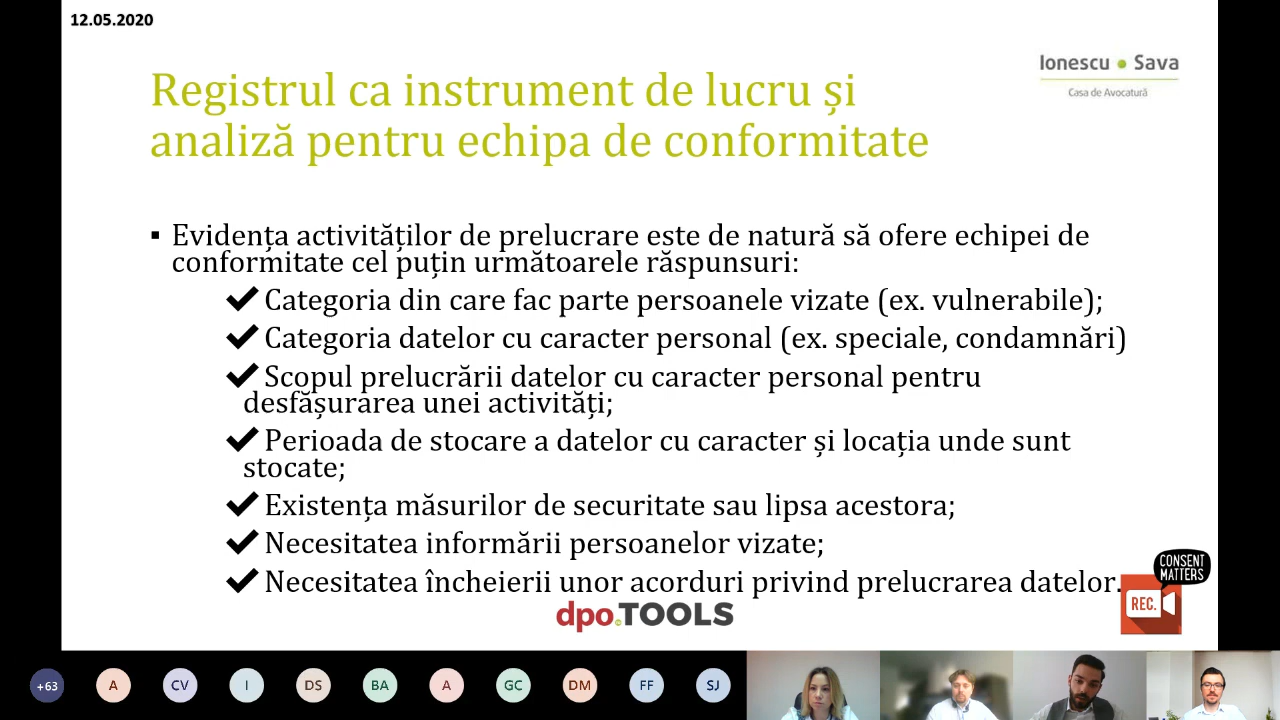 12.05.2020
Ionescu • Sava
Casa de Avocatură
Registrul ca instrument de lucru și
analiză pentru echipa de conformitate
▪ Evidența activităților de prelucrare este de natură să ofere echipei de
conformitate cel puțin următoarele răspunsuri:
✔ Categoria din care fac parte persoanele vizate (ex. vulnerabile);
✔ Categoria datelor cu caracter personal (ex. speciale, condamnări)
✔ Scopul prelucrării datelor cu caracter personal pentru
desfășurarea unei activități;
✔ Perioada de stocare a datelor cu caracter și locația unde sunt
stocate;
✔ Existența măsurilor de securitate sau lipsa acestora;
✔ Necesitatea informării persoanelor vizate;
✔ Necesitatea încheierii unor acorduri privind prelucrarea datelor.
CONSENT
MATTERS
REC.
dpo.TOOLS
+63 A CV I DS BA A GC DM FF SJ